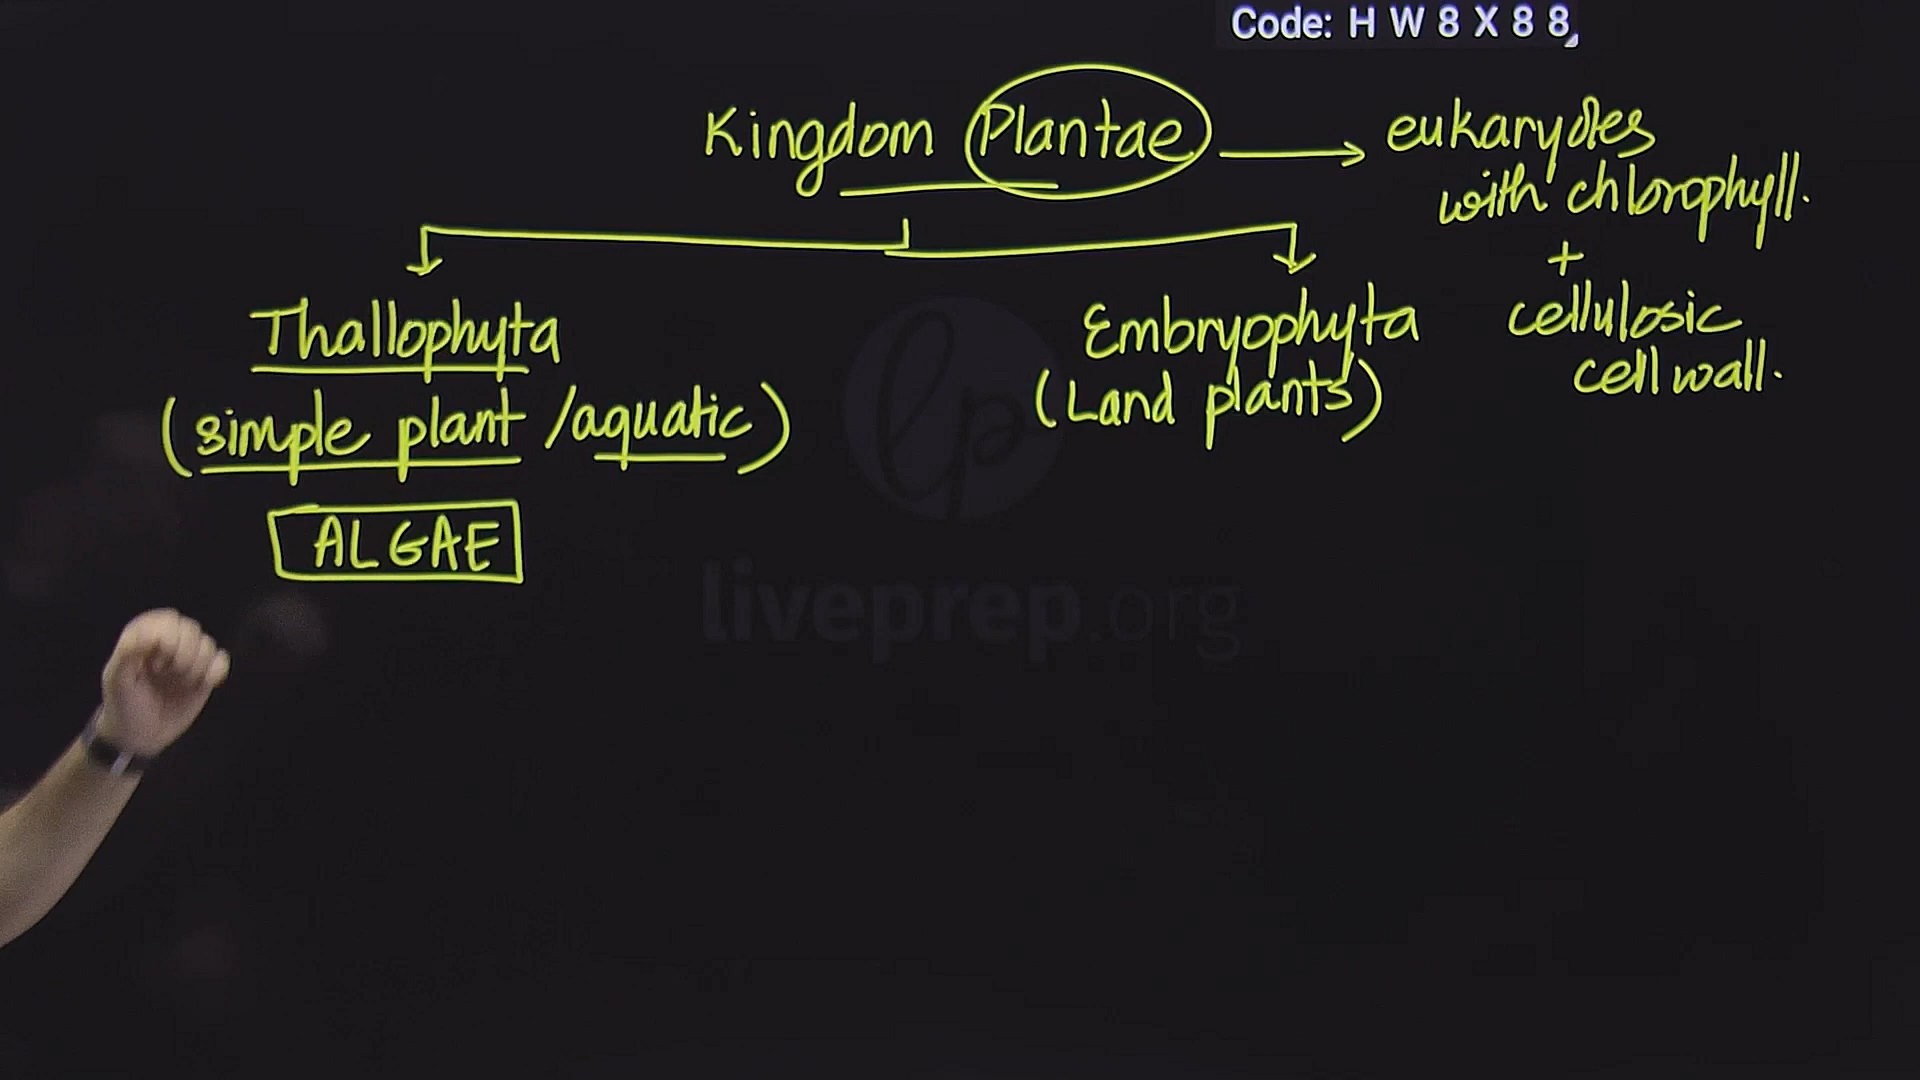 Code: H W 8 X 8 8
Kingdom Plantae
eukaryotes
with chlorophyll.
+
cellulosic
cell wall.
Thallophyta
(simple plant /aquatic)
ALGAE
Embryophyta
(Land plants)
lp
liveprep.org